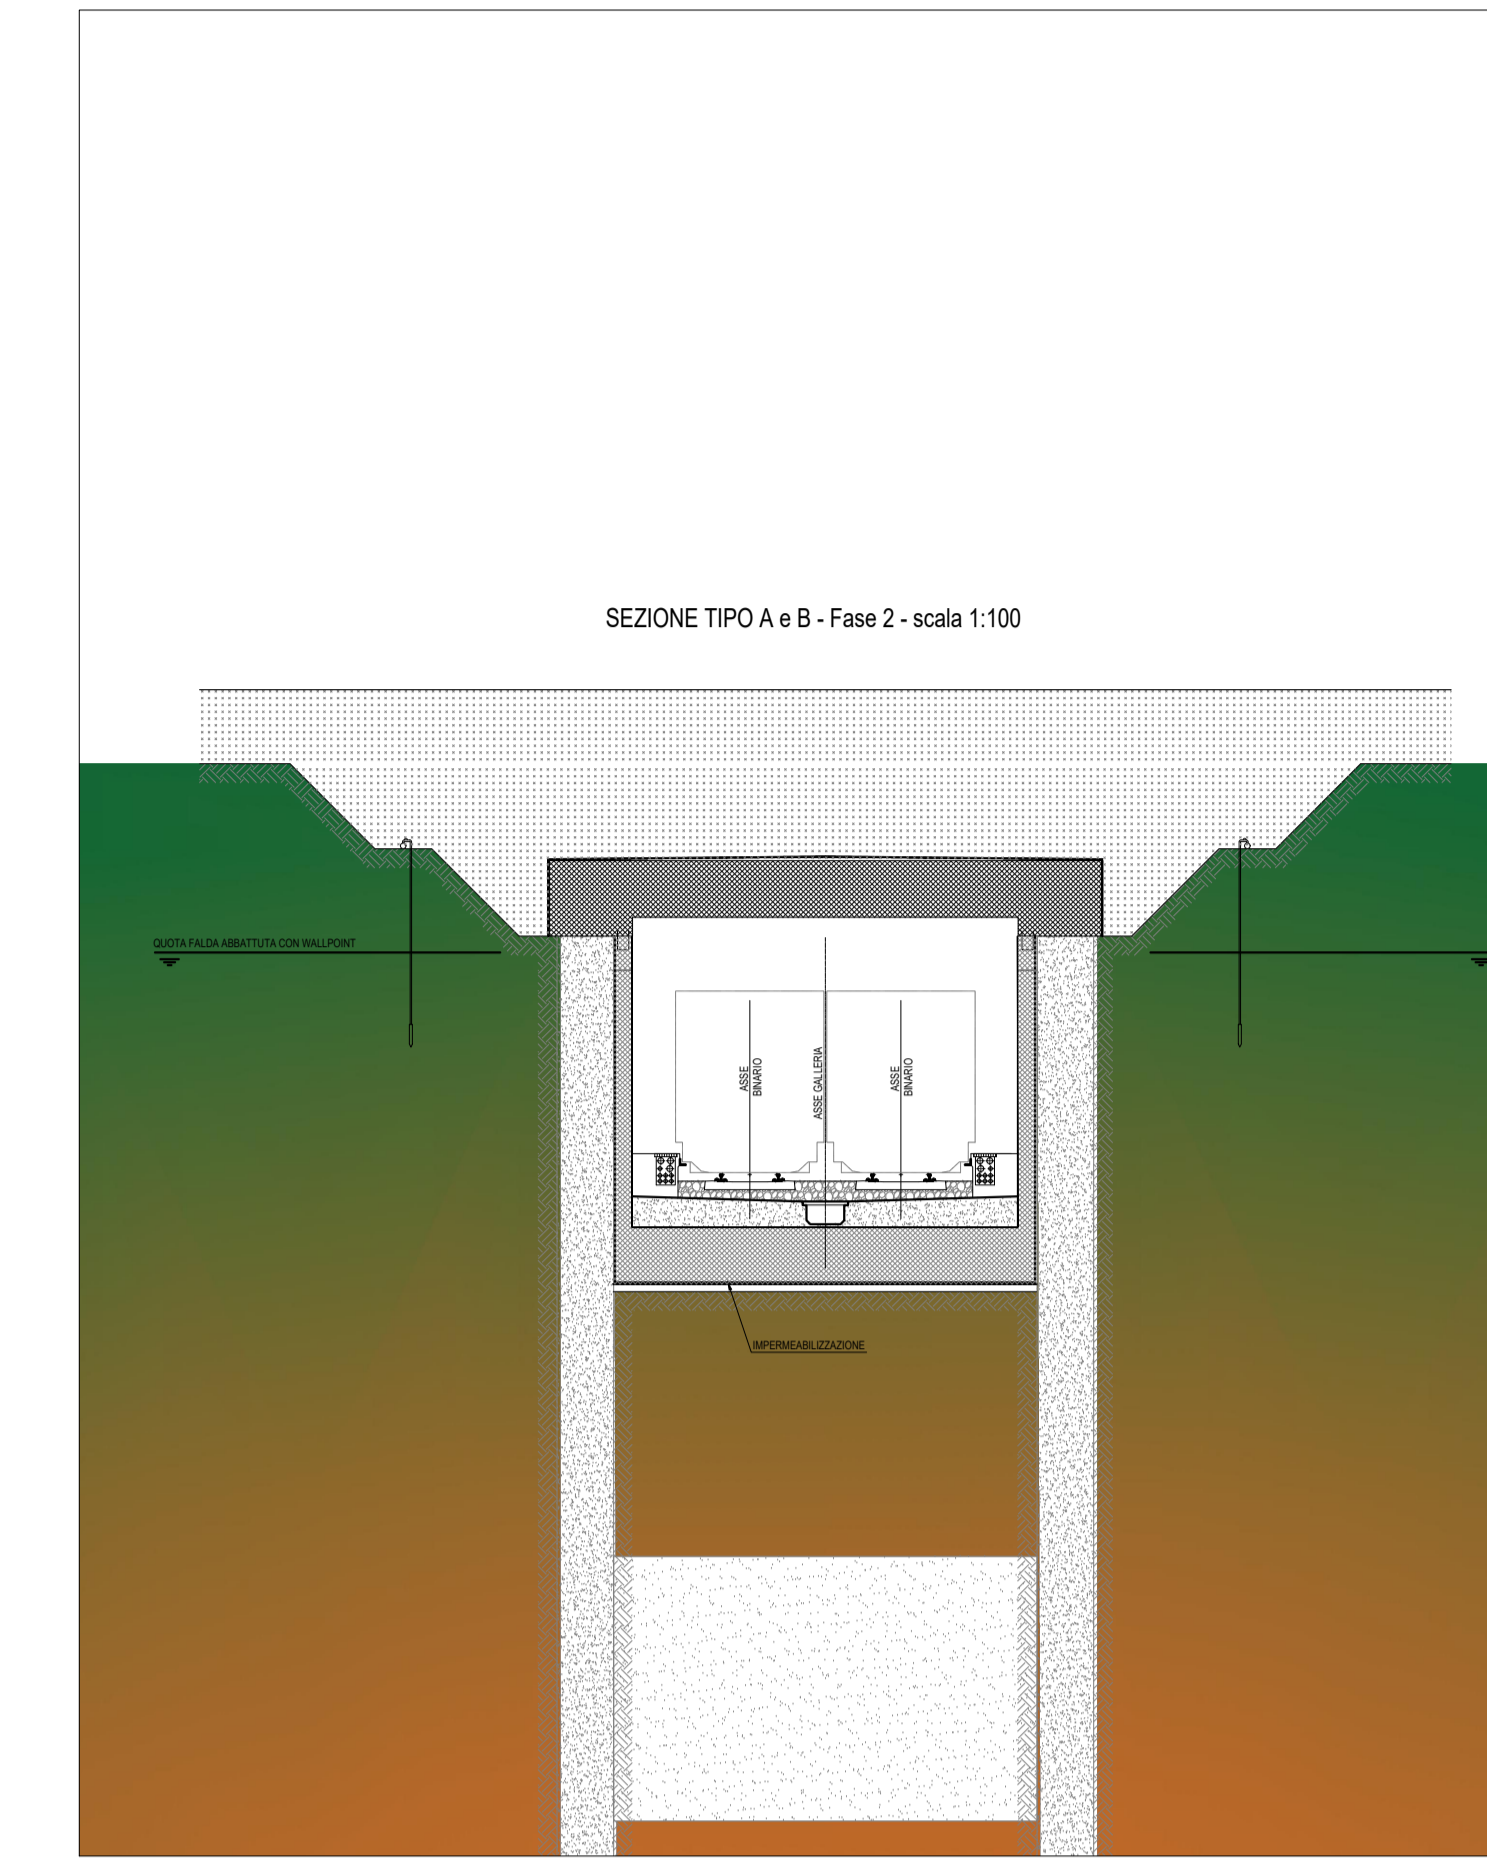 SEZIONE TIPO A e B - Fase 2 - scala 1:100
QUOTA FALDA ABBATTUTA CON WALLPOINT
ASSE
BINARIO
ASSE GALLERIA
ASSE
BINARIO
IMPERMEABILIZZAZIONE